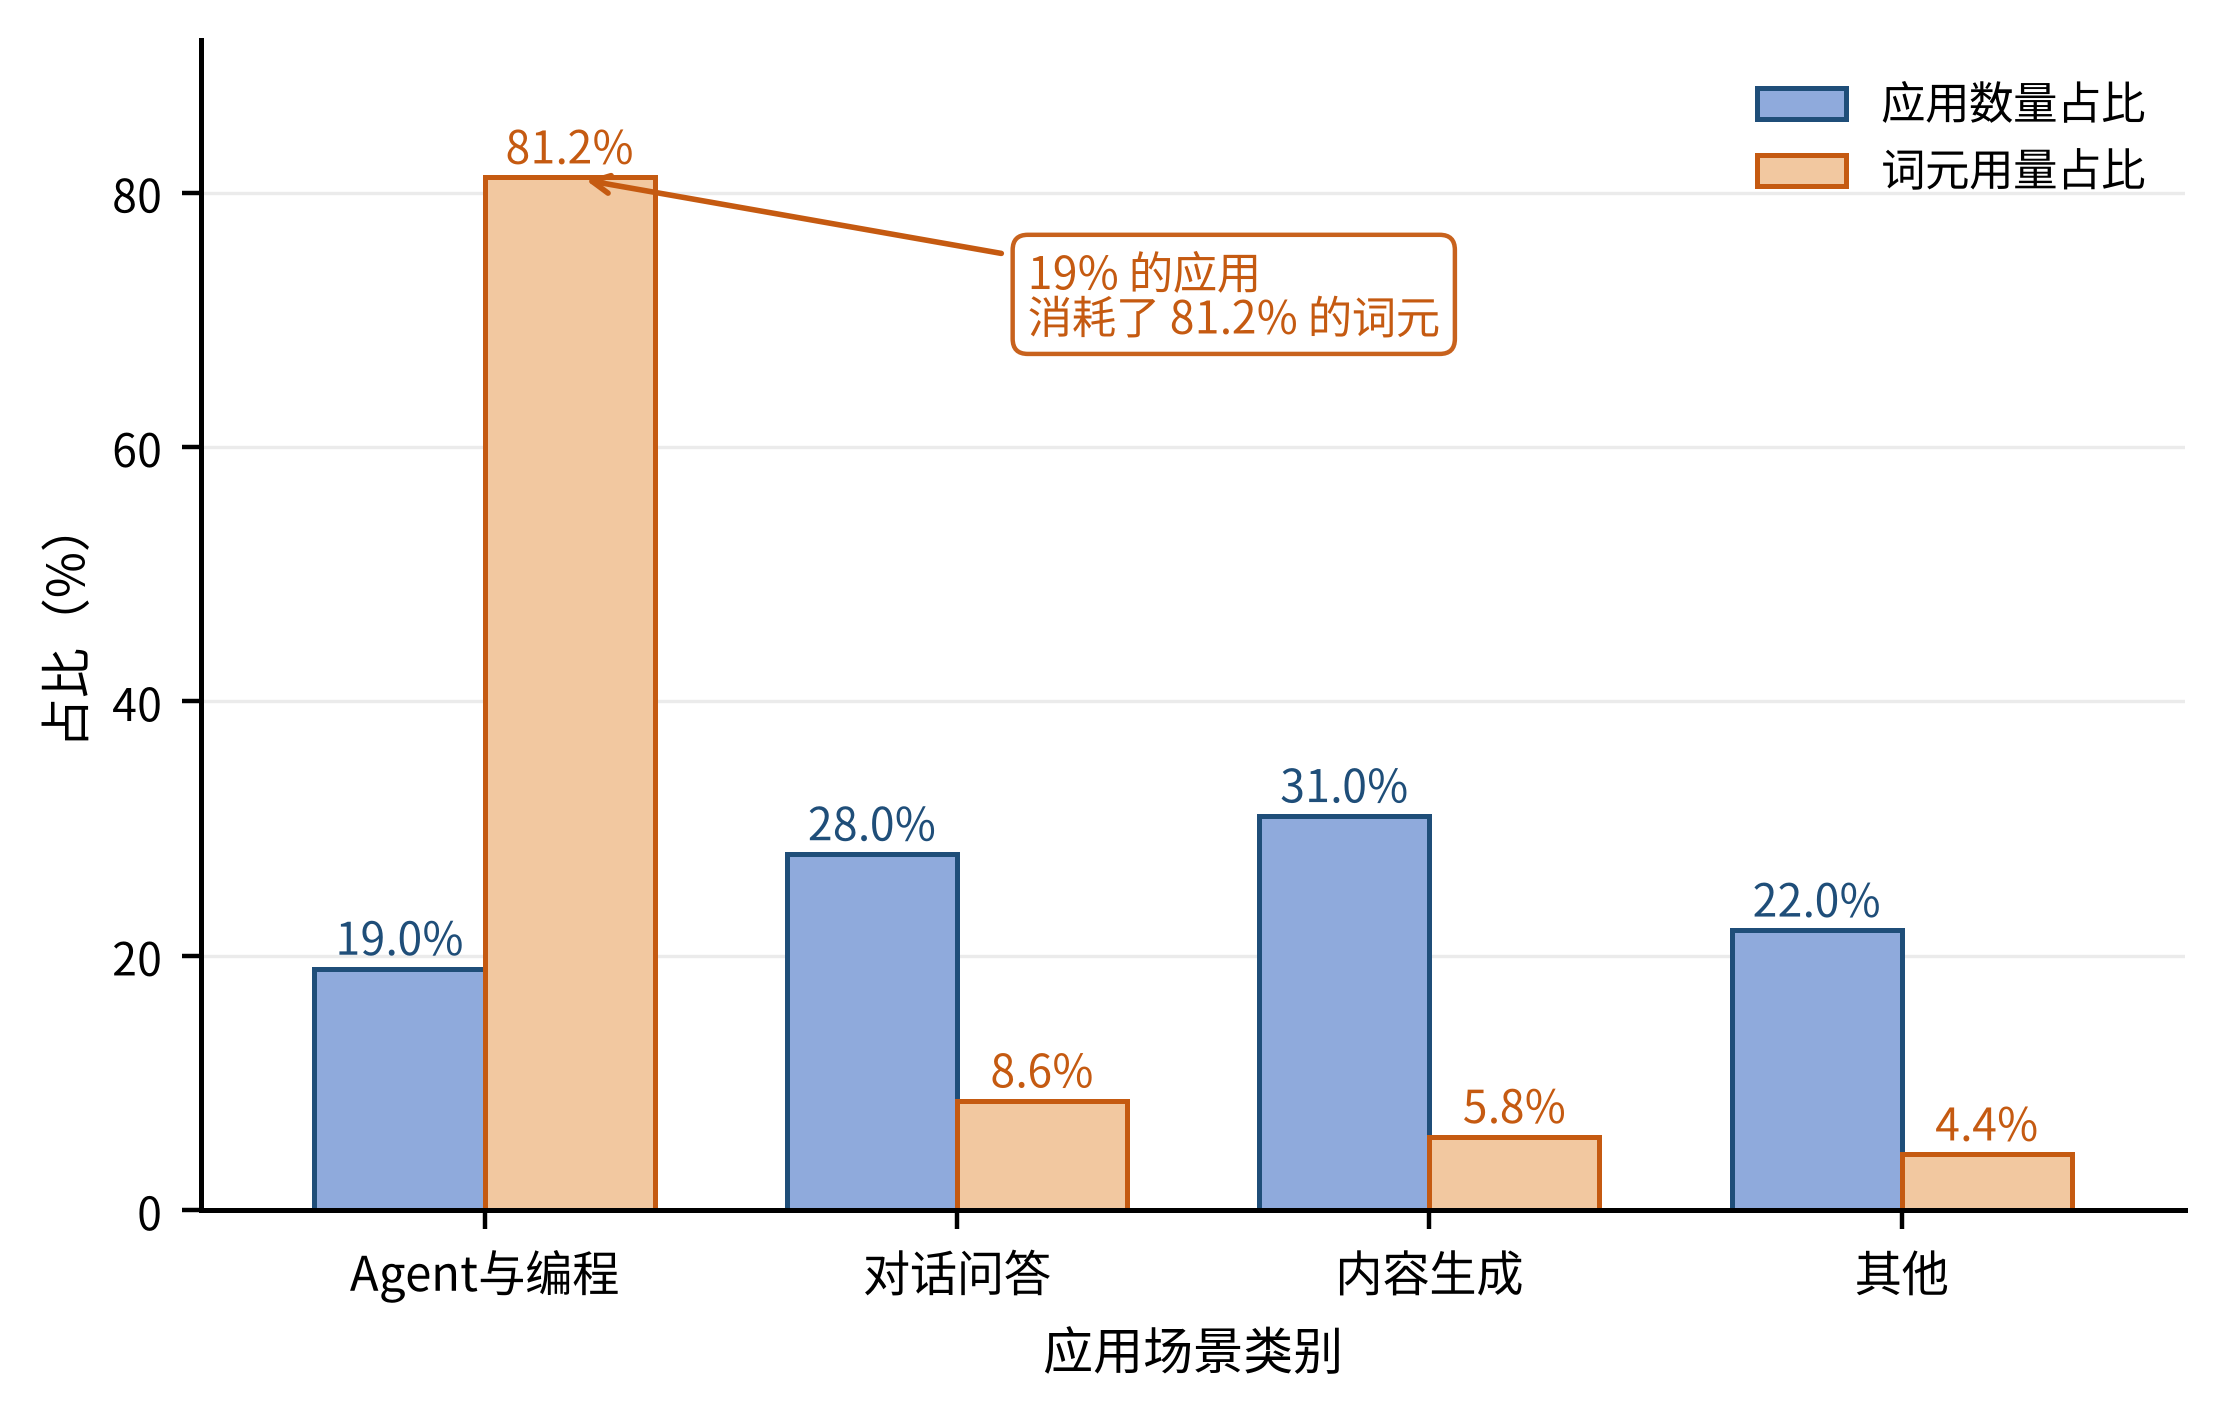 应用数量占比
词元用量占比
81.2%
19% 的应用
消耗了 81.2% 的词元
占比（%）
80
60
40
20
0
19.0%
28.0%
8.6%
31.0%
5.8%
22.0%
4.4%
Agent与编程
对话问答
内容生成
其他
应用场景类别